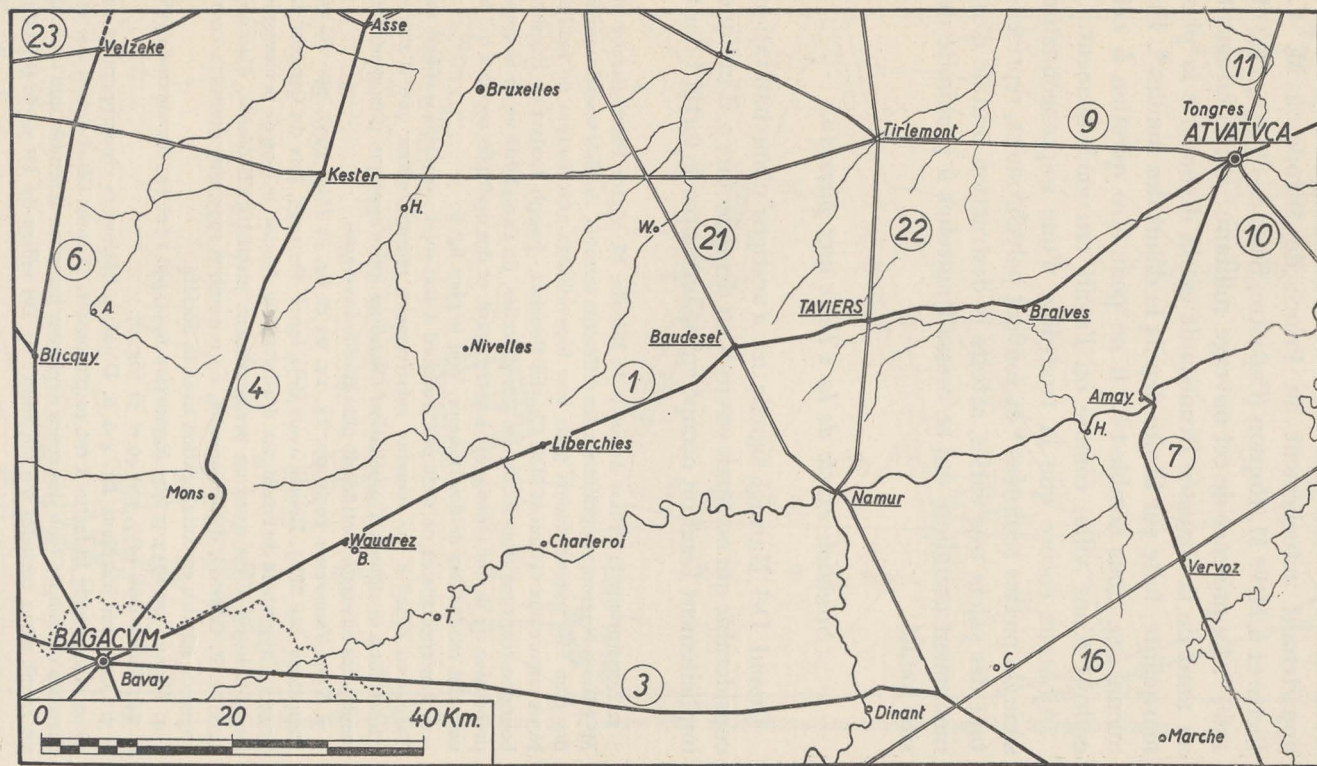 23
Velzeke
Asse
11
Bruxelles
L.
Tirlemont
9
Tongres
ATVATVCA
Kester
H.
6
W.
21
22
10
A.
TAVIERS
Braives
Blicquy
Nivelles
Baudeset
4
1
Amay
H.
Liberchies
7
Mons
Namur
Waudrez
B.
Charleroi
Vervoz
T.
BAGACVM
Bavay
3
C.
16
Dinant
Marche
0 20 40 Km.